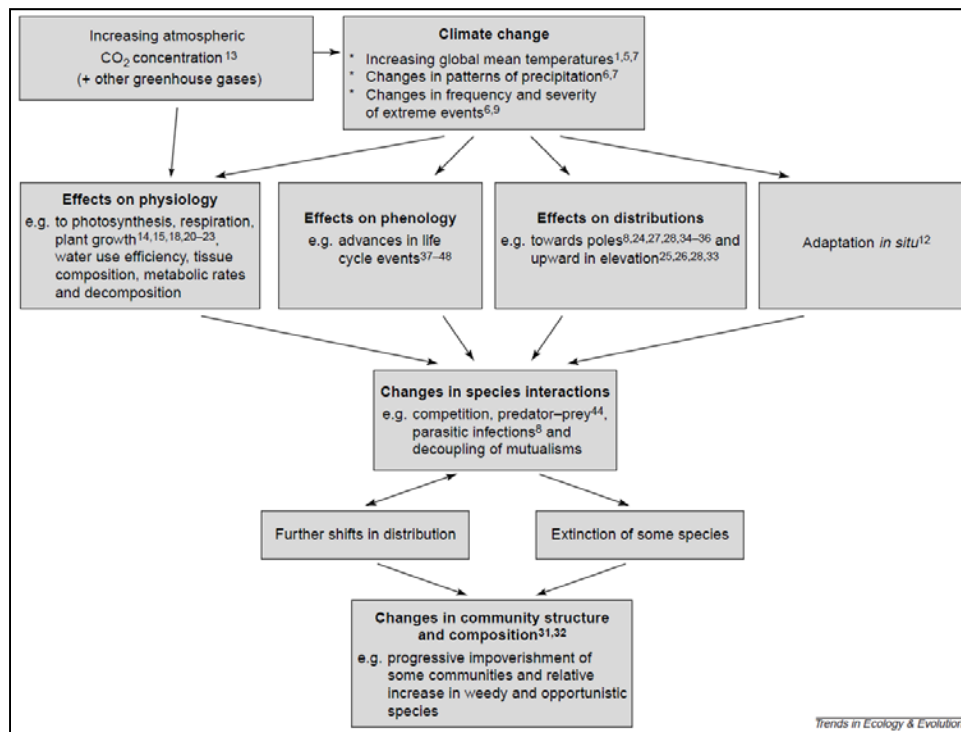 Increasing atmospheric
CO2 concentration 13
(+ other greenhouse gases)
Climate change
* Increasing global mean temperatures1,5,7
* Changes in patterns of precipitation6,7
* Changes in frequency and severity
of extreme events6,9
Effects on physiology
e.g. to photosynthesis, respiration,
plant growth14,15,18,20–23,
water use efficiency, tissue
composition, metabolic rates
and decomposition
Effects on phenology
e.g. advances in life
cycle events37–48
Effects on distributions
e.g. towards poles8,24,27,28,34–36 and
upward in elevation25,26,28,33
Adaptation in situ12
Changes in species interactions
e.g. competition, predator–prey44,
parasitic infections8 and
decoupling of mutualisms
Further shifts in distribution
Extinction of some species
Changes in community structure
and composition31,32
e.g. progressive impoverishment of
some communities and relative
increase in weedy and opportunistic
species
Trends in Ecology & Evolution